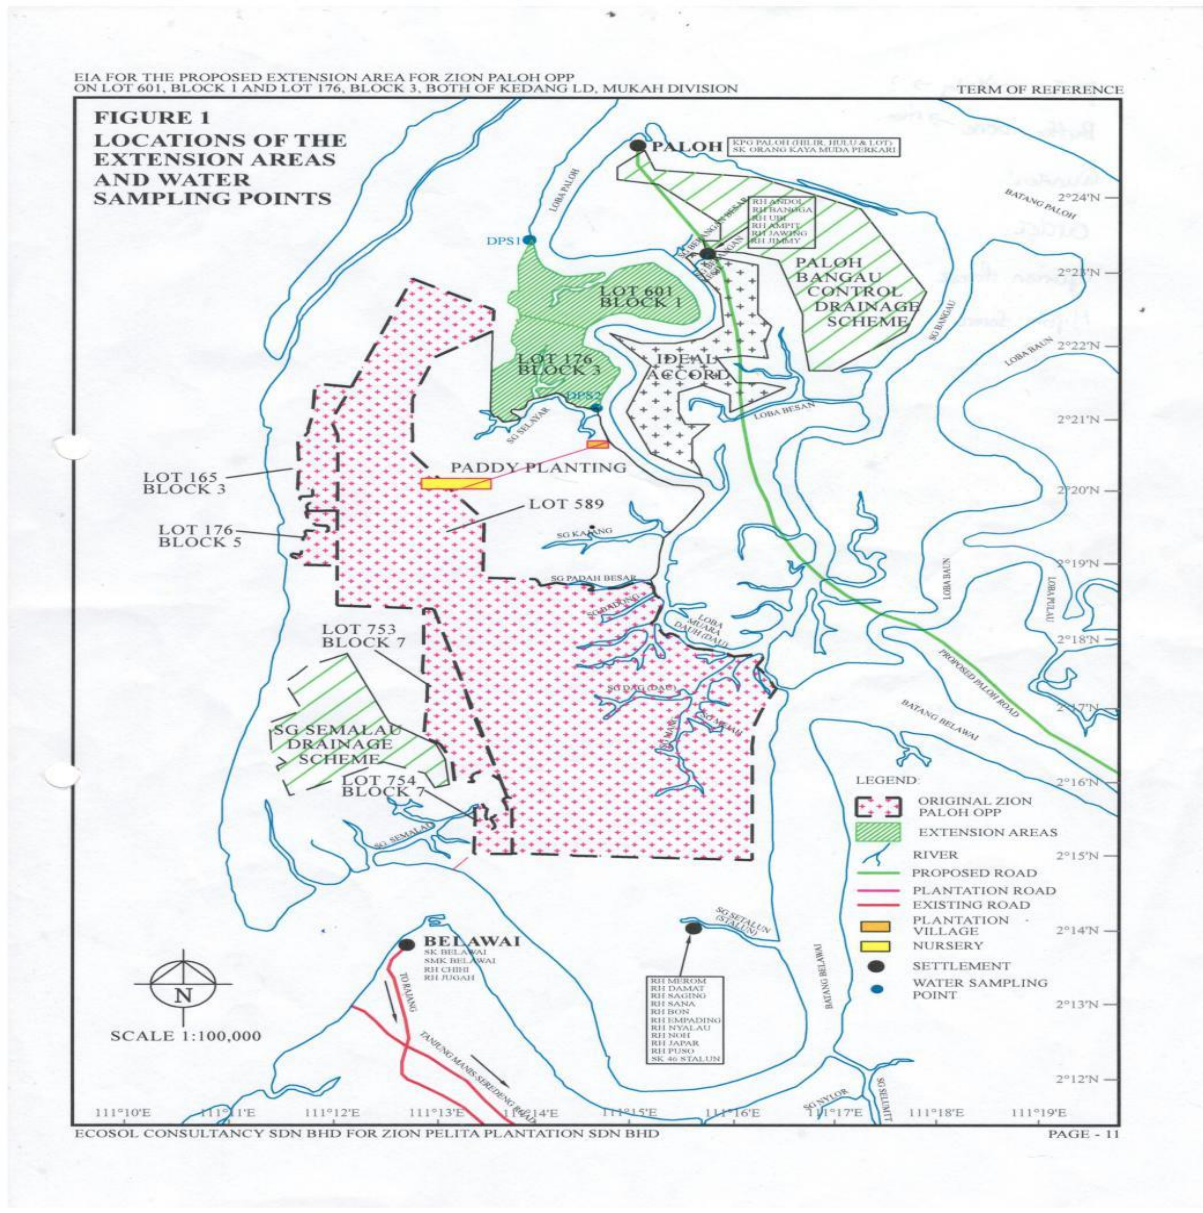 EIA FOR THE PROPOSED EXTENSION AREA FOR ZION PALOH OPP
ON LOT 601, BLOCK 1 AND LOT 176, BLOCK 3, BOTH OF KEDANG LD, MUKAH DIVISION
TERM OF REFERENCE
FIGURE 1
LOCATIONS OF THE
EXTENSION AREAS
AND WATER
SAMPLING POINTS
PALOH
KPG PALOH (HILIR, HULU & LOT)
SK ORANG KAYA MUDA PERKARI
LOBA PALOH
BATANG PALOH
2°24'N
RH ANDOI
RH BANGGA
RH UBI
RH AMPIT
RH JAWING
RH JIMMY
DPS1
PALOH
BANGAU
CONTROL
DRAINAGE
SCHEME
2°23'N
LOT 601
BLOCK 1
SG BANGAU
LOBA BAUN
2°22'N
LOT 176
BLOCK 3
IDEAL
ACCORD
DPS2
LOBA BESAN
2°21'N
SG SELAYAR
PADDY PLANTING
LOT 165
BLOCK 3
2°20'N
LOT 589
LOT 176
BLOCK 5
SG KAJANG
2°19'N
SG PADAH BESAR
LOBA BAUN
LOBA PULAU
SG BADONG
LOBA
MUARA
DAUH (DAU)
2°18'N
LOT 753
BLOCK 7
PROPOSED PALOH ROAD
SG DAG (DAU)
BATANG BELAWAI
2°17'N
SG SEMALAU
DRAINAGE
SCHEME
LOT 754
BLOCK 7
2°16'N
SG. SEMALAU
LEGEND:
ORIGINAL ZION
PALOH OPP
EXTENSION AREAS
RIVER
2°15'N
PROPOSED ROAD
PLANTATION ROAD
EXISTING ROAD
PLANTATION
VILLAGE
NURSERY
SETTLEMENT
WATER SAMPLING
POINT
2°14'N
SG SETALUN
(STALUN)
BATANG BELAWAI
BELAWAI
SK BELAWAI
SMK BELAWAI
RH CHIHI
RH JUGAH
TO RAJANG
TANJUNG MANIS-SEREDENG ROAD
RH MEROM
RH DAMAT
RH SAGING
RH SANA
RH BON
RH EMPADING
RH NYALAU
RH NOH
RH JAPAR
RH PUSO
SK 46 STALUN
2°13'N
N
SCALE 1:100,000
2°12'N
SG NYLOR
111°10'E 111°11'E 111°12'E 111°13'E 111°14'E 111°15'E 111°16'E 111°17'E 111°18'E 111°19'E
ECOSOL CONSULTANCY SDN BHD FOR ZION PELITA PLANTATION SDN BHD
PAGE - 11